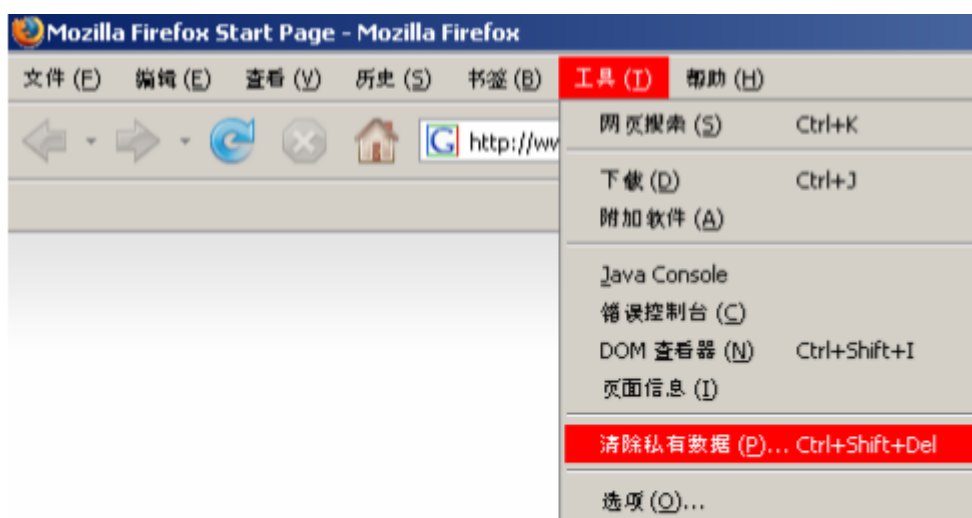 Mozilla Firefox Start Page - Mozilla Firefox
文件 (F) 编辑 (E) 查看 (V) 历史 (S) 书签 (B) 工具 (T) 帮助 (H)
http://ww
网页搜索 (S) Ctrl+K
下载 (D) Ctrl+J
附加软件 (A)
Java Console
错误控制台 (C)
DOM 查看器 (N) Ctrl+Shift+I
页面信息 (I)
清除私有数据 (P)... Ctrl+Shift+Del
选项 (O)...